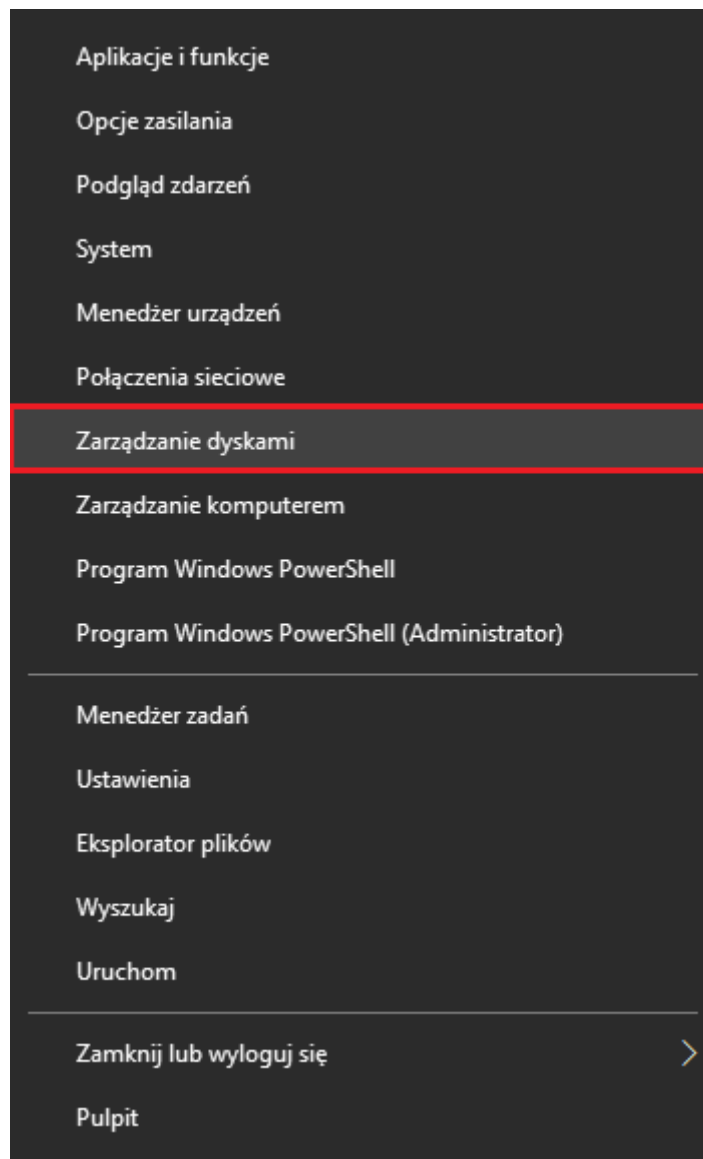 Aplikacje i funkcje
Opcje zasilania
Podgląd zdarzeń
System
Menedżer urządzeń
Połączenia sieciowe
Zarządzanie dyskami
Zarządzanie komputerem
Program Windows PowerShell
Program Windows PowerShell (Administrator)
Menedżer zadań
Ustawienia
Eksplorator plików
Wyszukaj
Uruchom
Zamknij lub wyloguj się
Pulpit